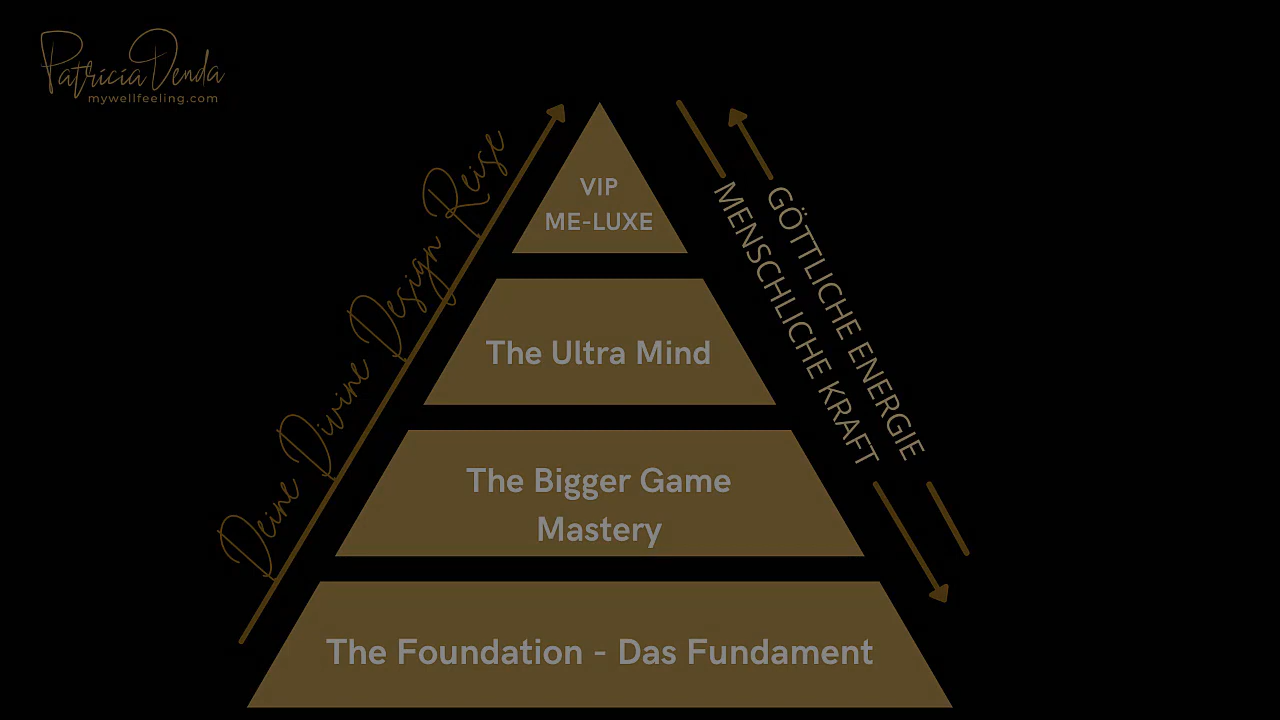 Patricia Denda
mywellfeeling.com
Deine Divine Design Reise
VIP
ME-LUXE
GÖTTLICHE ENERGIE
MENSCHLICHE KRAFT
The Ultra Mind
The Bigger Game
Mastery
The Foundation - Das Fundament